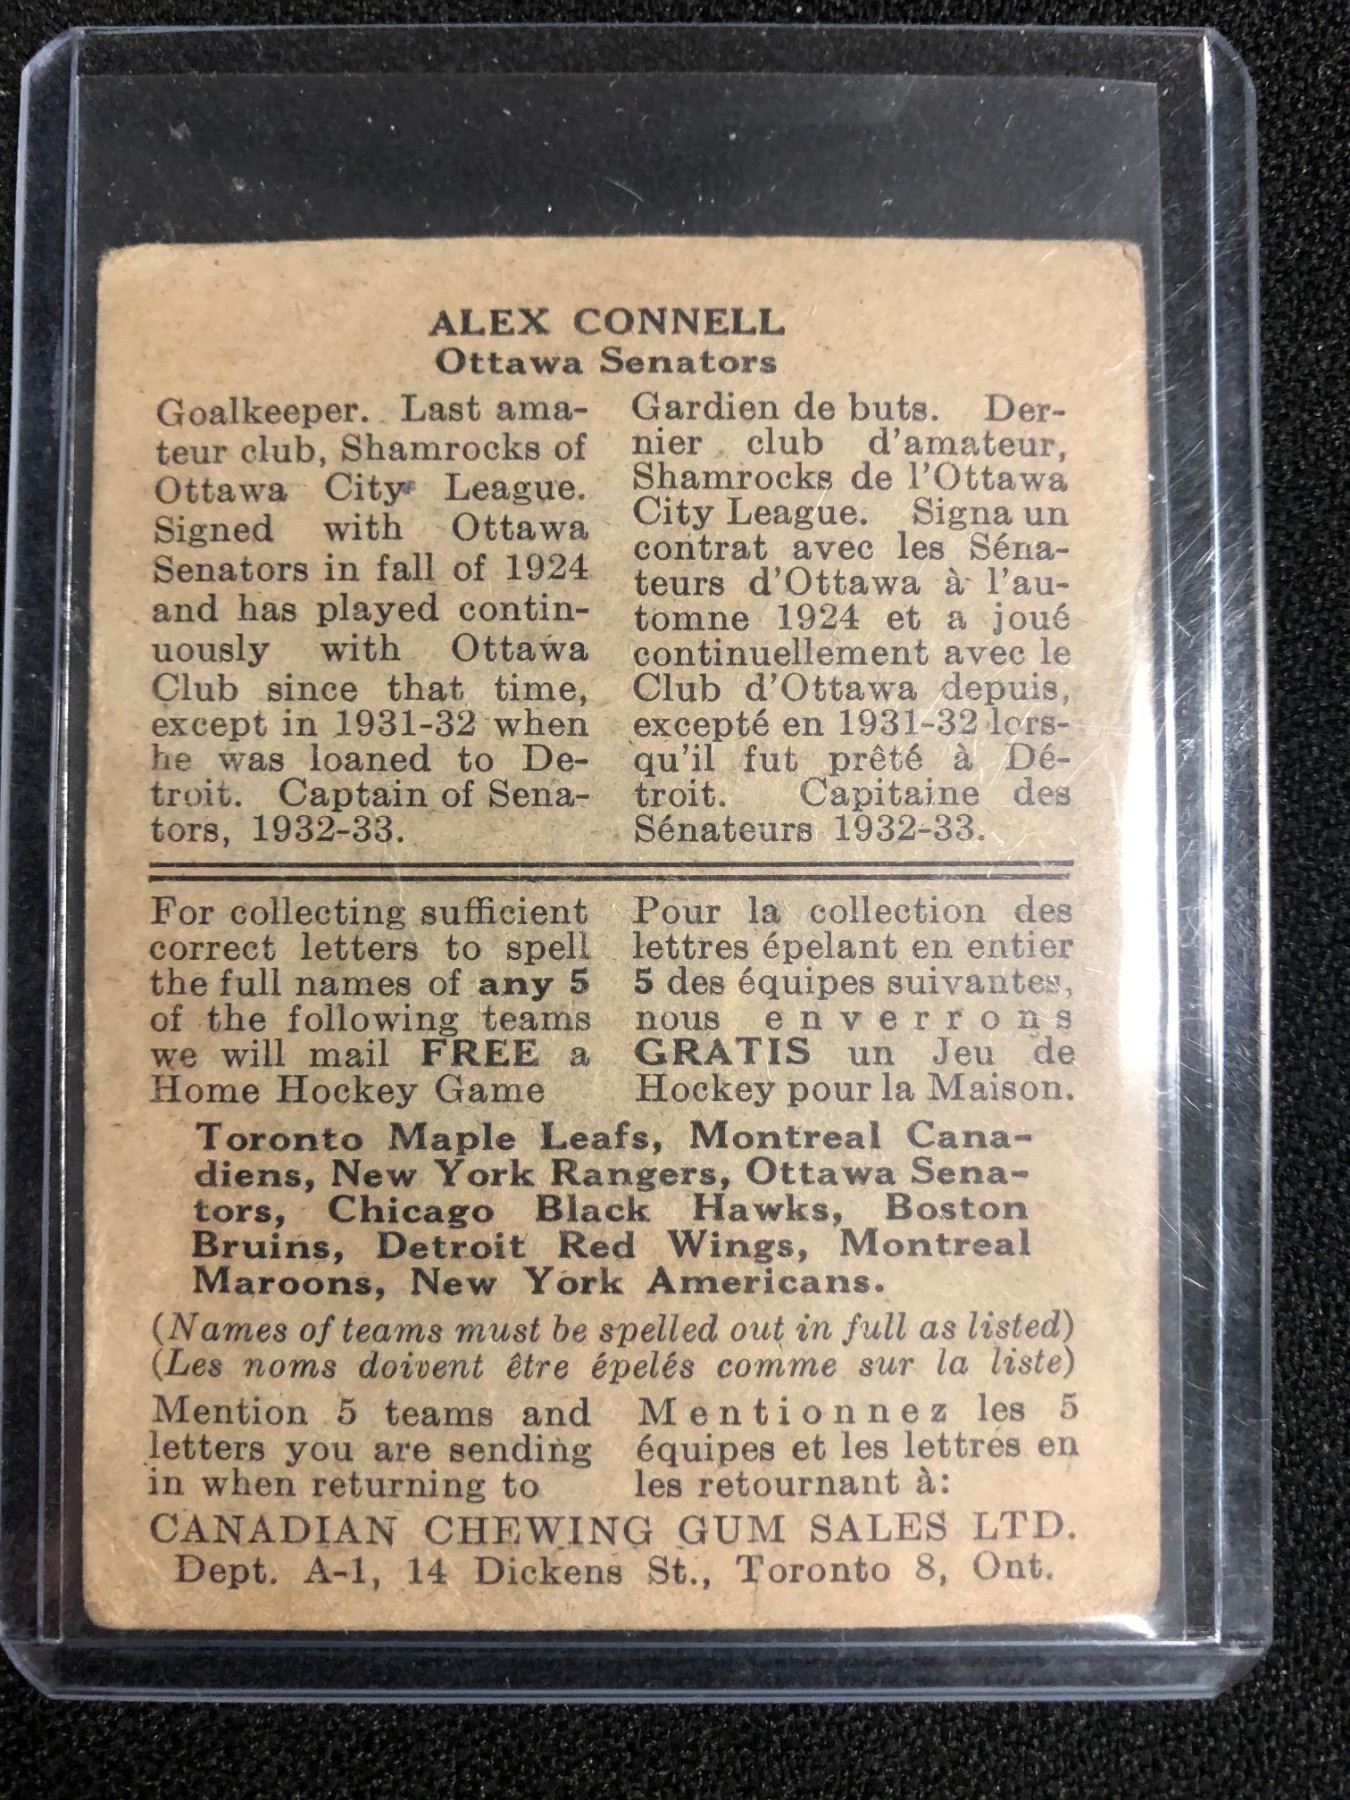 ALEX CONNELL
Ottawa Senators
Goalkeeper. Last ama-
teur club, Shamrocks of
Ottawa City League.
Signed with Ottawa
Senators in fall of 1924
and has played contin-
uously with Ottawa
Club since that time,
except in 1931-32 when
he was loaned to De-
troit. Captain of Sena-
tors, 1932-33.
Gardien de buts. Der-
nier club d'amateur,
Shamrocks de l'Ottawa
City League. Signa un
contrat avec les Séna-
teurs d'Ottawa à l'au-
tomne 1924 et a joué
continuellement avec le
Club d'Ottawa depuis,
excepté en 1931-32 lors-
qu'il fut prêté à Dé-
troit. Capitaine des
Sénateurs 1932-33.
For collecting sufficient
correct letters to spell
the full names of any 5
of the following teams
we will mail FREE a
Home Hockey Game
Pour la collection des
lettres épelant en entier
5 des équipes suivantes,
nous enverrons
GRATIS un Jeu de
Hockey pour la Maison.
Toronto Maple Leafs, Montreal Cana-
diens, New York Rangers, Ottawa Sena-
tors, Chicago Black Hawks, Boston
Bruins, Detroit Red Wings, Montreal
Maroons, New York Americans.
(Names of teams must be spelled out in full as listed)
(Les noms doivent être épelés comme sur la liste)
Mention 5 teams and
letters you are sending
in when returning to
Mentionnez les 5
équipes et les lettres en
les retournant à:
CANADIAN CHEWING GUM SALES LTD.
Dept. A-1, 14 Dickens St., Toronto 8, Ont.